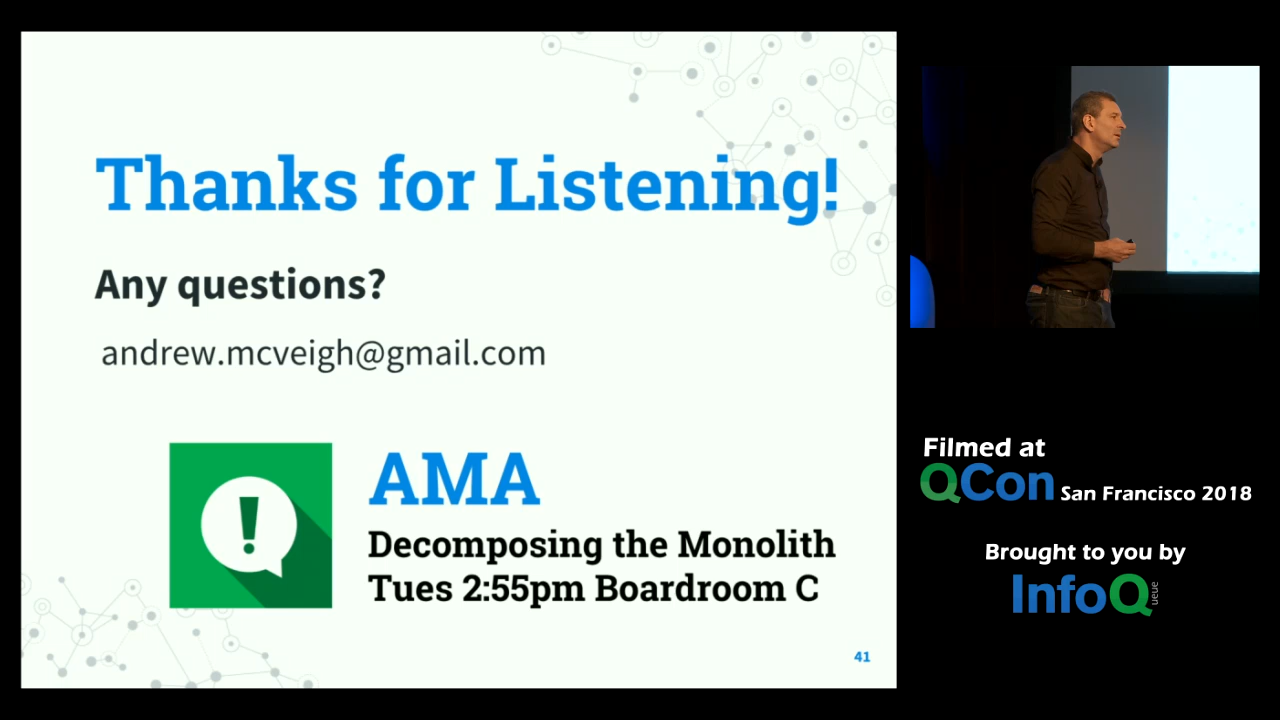 Thanks for Listening!
Any questions?
andrew.mcveigh@gmail.com
AMA
Decomposing the Monolith
Tues 2:55pm Boardroom C
41
Filmed at
QCon San Francisco 2018
Brought to you by
InfoQueue